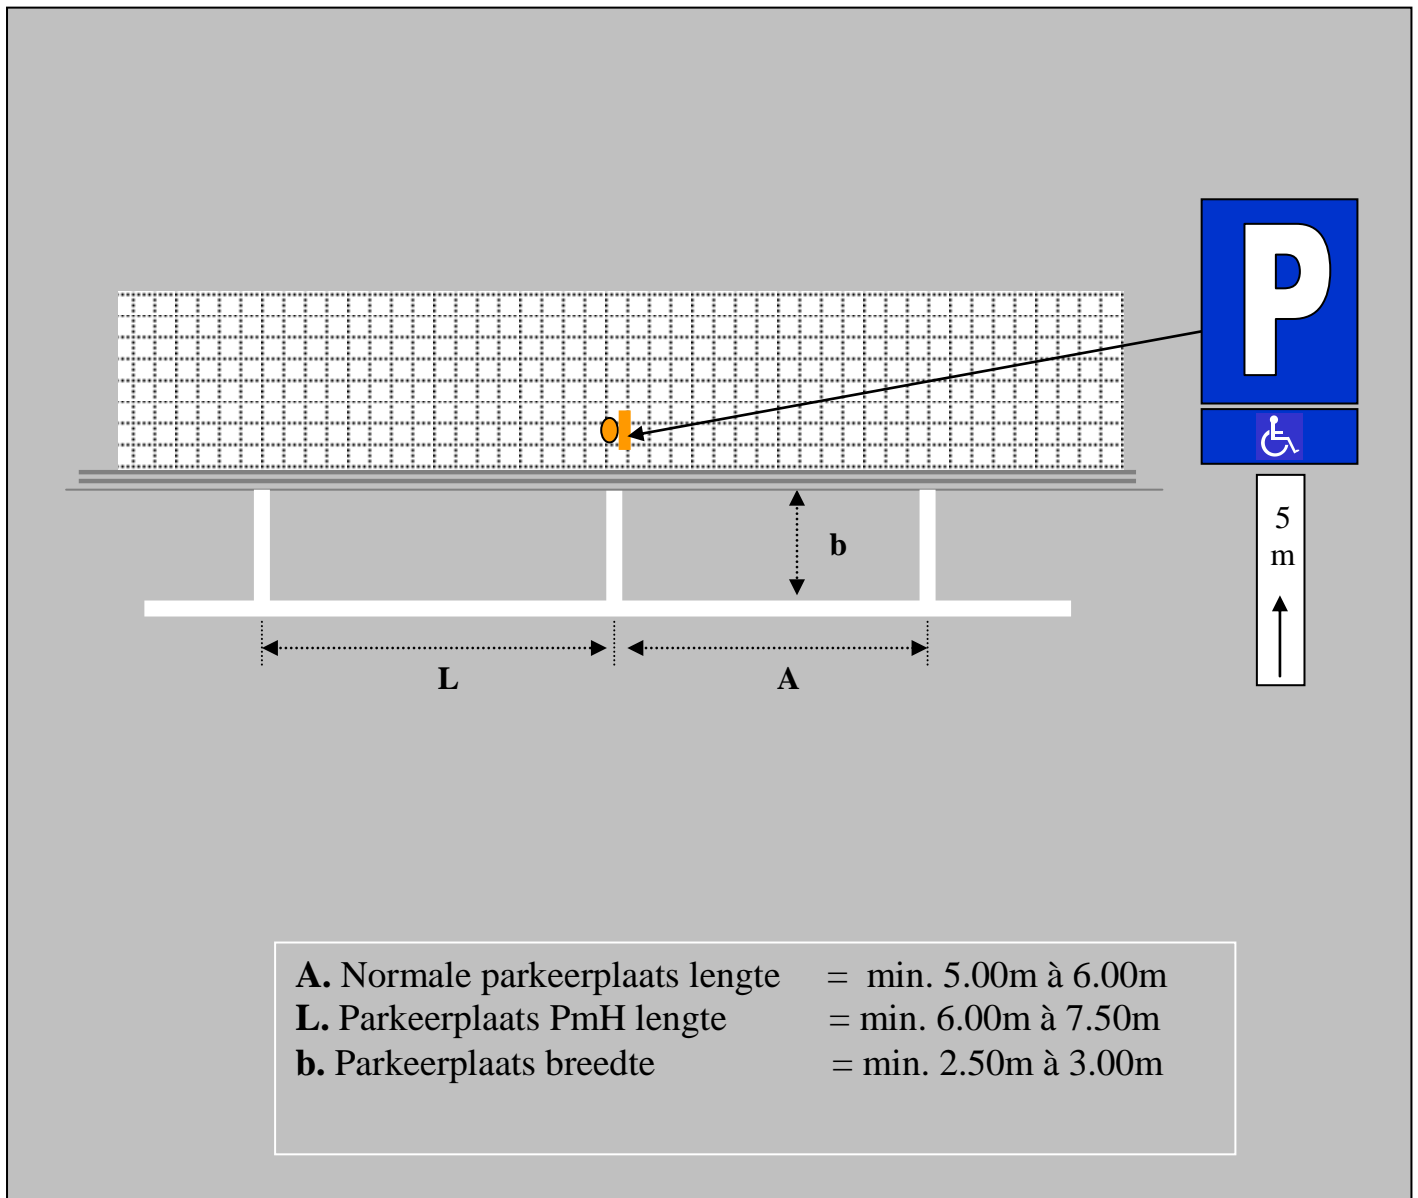 P
5
m
b
L
A
A. Normale parkeerplaats lengte = min. 5.00m à 6.00m
L. Parkeerplaats PmH lengte = min. 6.00m à 7.50m
b. Parkeerplaats breedte = min. 2.50m à 3.00m